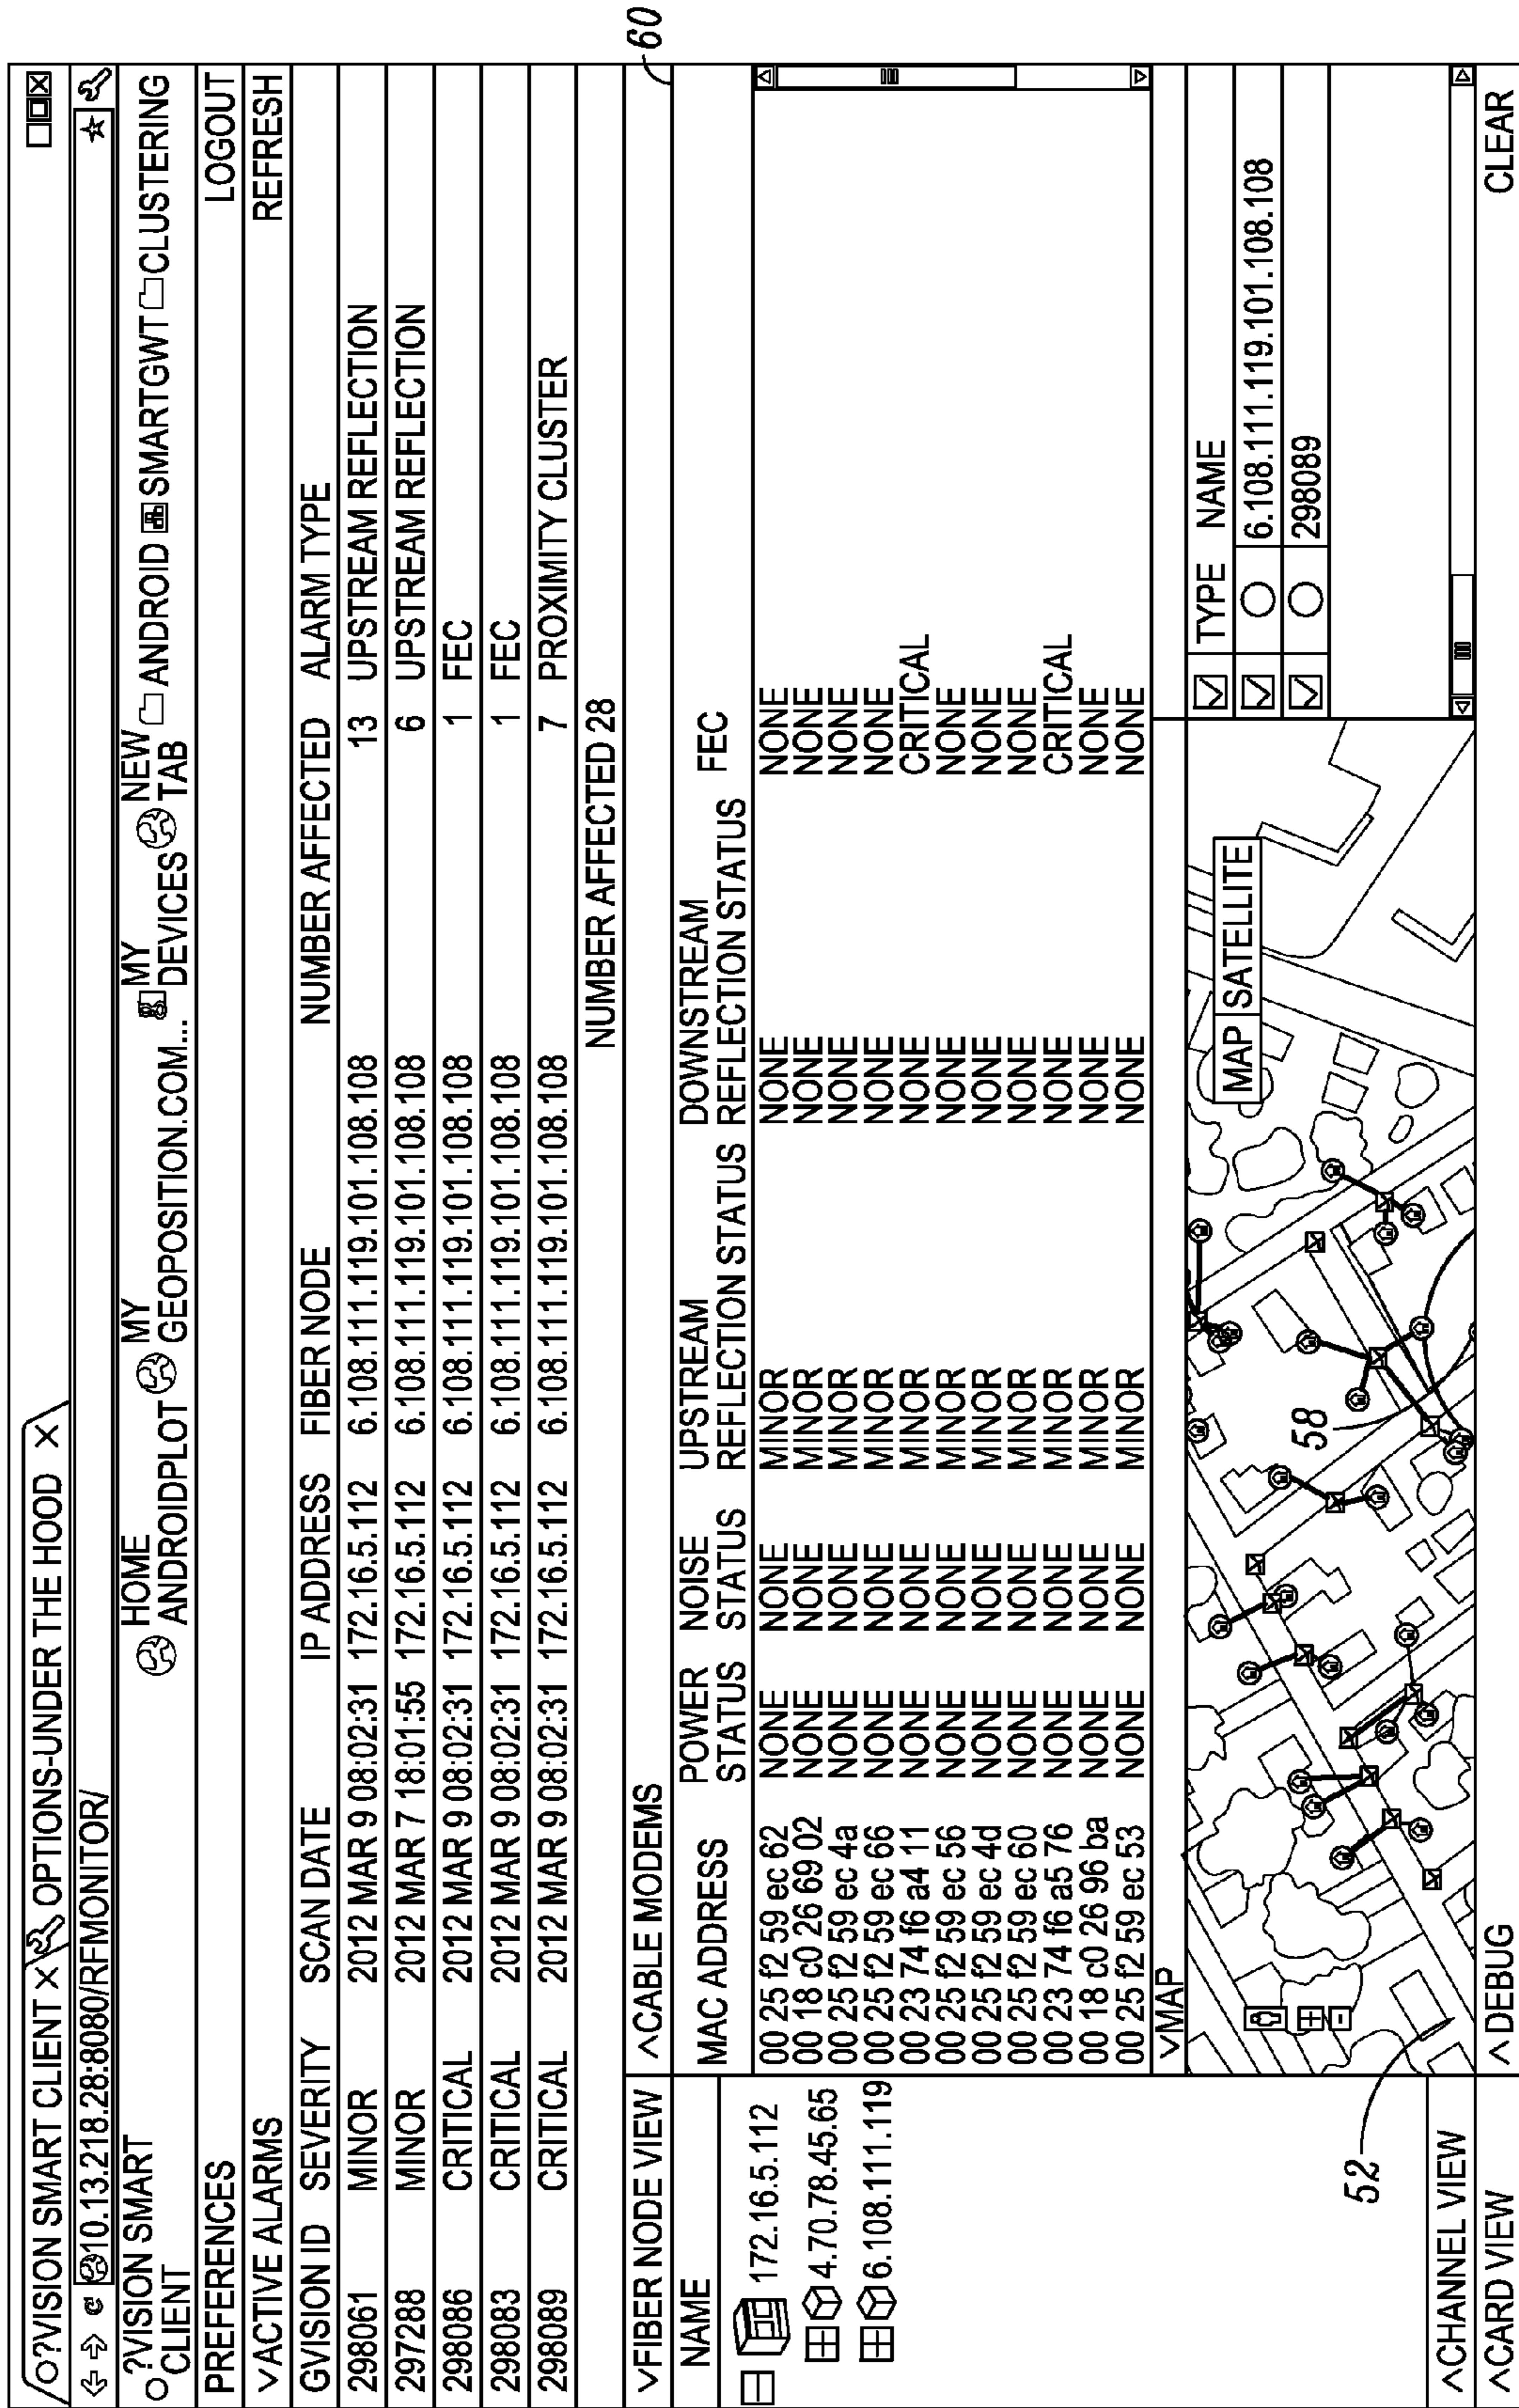 ○?VISION SMART CLIENT X OPTIONS-UNDER THE HOOD X
10.13.218.28:8080/RFMONITOR/
○ ?VISION SMART CLIENT HOME ANDROIDPLOT MY GEOPOSITION.COM... MY DEVICES NEW TAB ANDROID SMARTGWT CLUSTERING
PREFERENCES LOGOUT
∨ACTIVE ALARMS REFRESH
GVISION ID SEVERITY SCAN DATE IP ADDRESS FIBER NODE NUMBER AFFECTED ALARM TYPE
298061 MINOR 2012 MAR 9 08:02:31 172.16.5.112 6.108.111.119.101.108.108 13 UPSTREAM REFLECTION
297288 MINOR 2012 MAR 7 18:01:55 172.16.5.112 6.108.111.119.101.108.108 6 UPSTREAM REFLECTION
298086 CRITICAL 2012 MAR 9 08:02:31 172.16.5.112 6.108.111.119.101.108.108 1 FEC
298083 CRITICAL 2012 MAR 9 08:02:31 172.16.5.112 6.108.111.119.101.108.108 1 FEC
298089 CRITICAL 2012 MAR 9 08:02:31 172.16.5.112 6.108.111.119.101.108.108 7 PROXIMITY CLUSTER
NUMBER AFFECTED 28
∨FIBER NODE VIEW
NAME
172.16.5.112
4.70.78.45.65
6.108.111.119
∧CHANNEL VIEW
∧CARD VIEW
∧CABLE MODEMS
60
MAC ADDRESS POWER STATUS NOISE STATUS UPSTREAM REFLECTION STATUS DOWNSTREAM REFLECTION STATUS FEC
00 25 f2 59 ec 62 NONE NONE MINOR NONE NONE
00 18 c0 26 69 02 NONE NONE MINOR NONE NONE
00 25 f2 59 ec 4a NONE NONE MINOR NONE NONE
00 25 f2 59 ec 66 NONE NONE MINOR NONE NONE
00 23 74 f6 a4 11 NONE NONE MINOR NONE CRITICAL
00 25 f2 59 ec 56 NONE NONE MINOR NONE NONE
00 25 f2 59 ec 4d NONE NONE MINOR NONE NONE
00 25 f2 59 ec 60 NONE NONE MINOR NONE NONE
00 23 74 f6 a5 76 NONE NONE MINOR NONE CRITICAL
00 18 c0 26 96 ba NONE NONE MINOR NONE NONE
00 25 f2 59 ec 53 NONE NONE MINOR NONE NONE
∨MAP
MAP SATELLITE
52
58
TYPE NAME
6.108.111.119.101.108.108
298089
∧DEBUG CLEAR